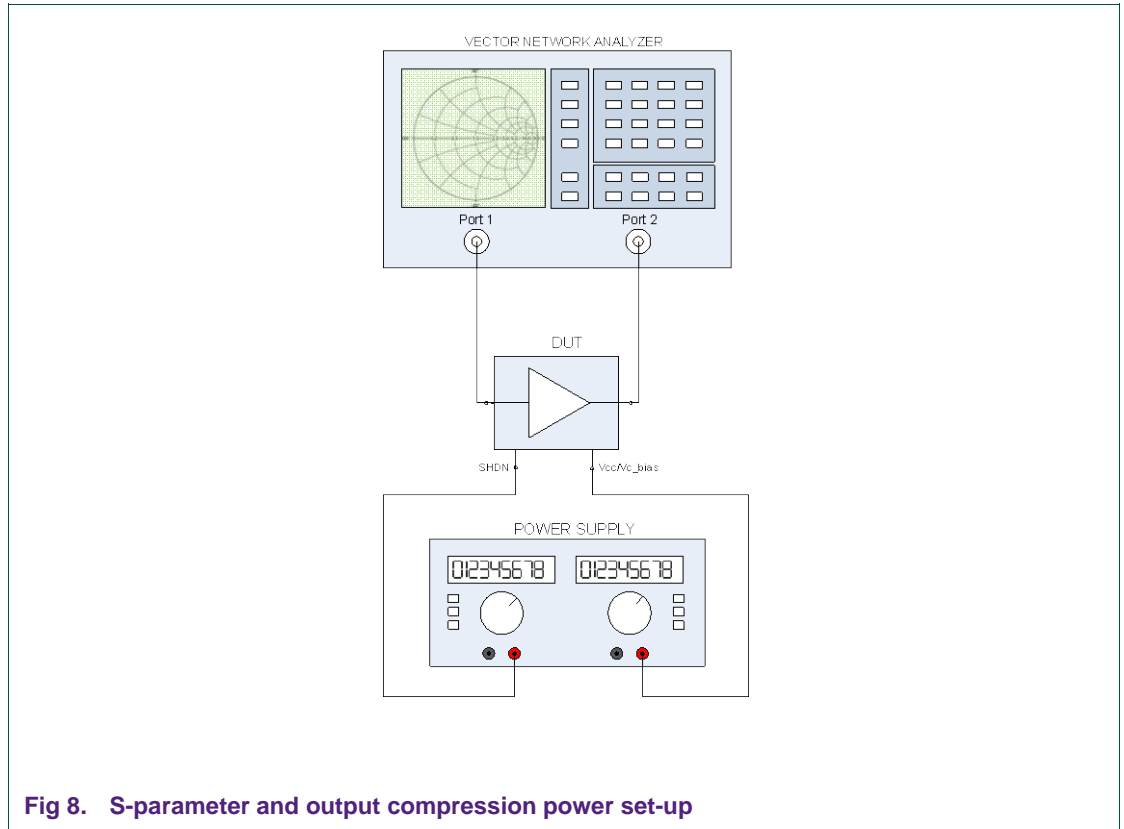 VECTOR NETWORK ANALYZER
Port 1 Port 2
DUT
SHDN Vcc/Vc_bias
POWER SUPPLY
012345678 012345678
Fig 8. S-parameter and output compression power set-up